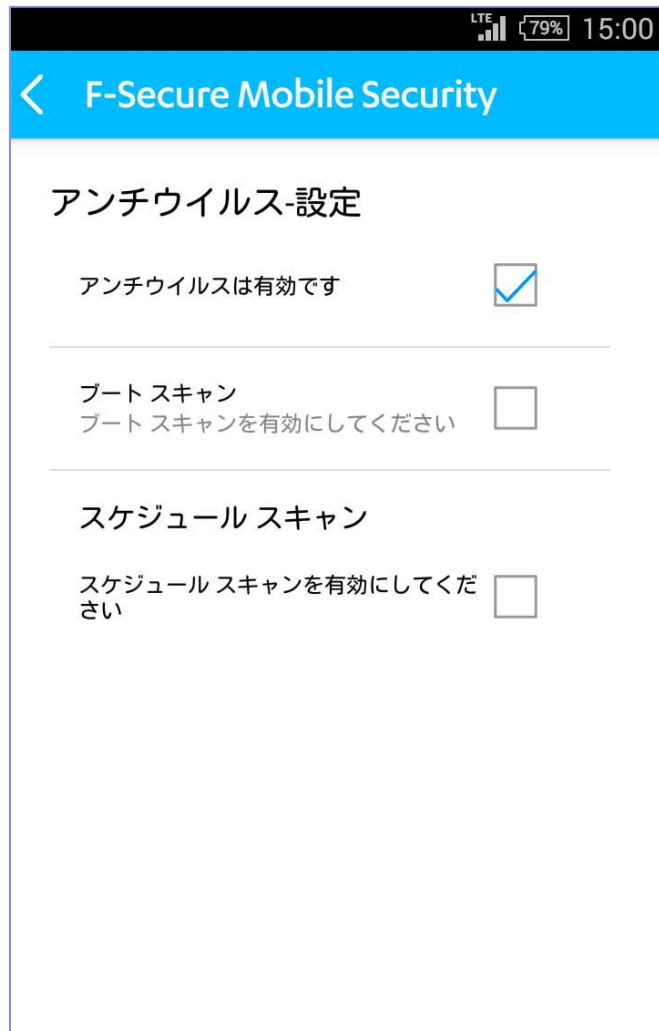 LTE 79% 15:00
F-Secure Mobile Security
アンチウイルス-設定
アンチウイルスは有効です
ブート スキャン
ブート スキャンを有効にしてください
スケジュール スキャン
スケジュール スキャンを有効にしてくだ
さい